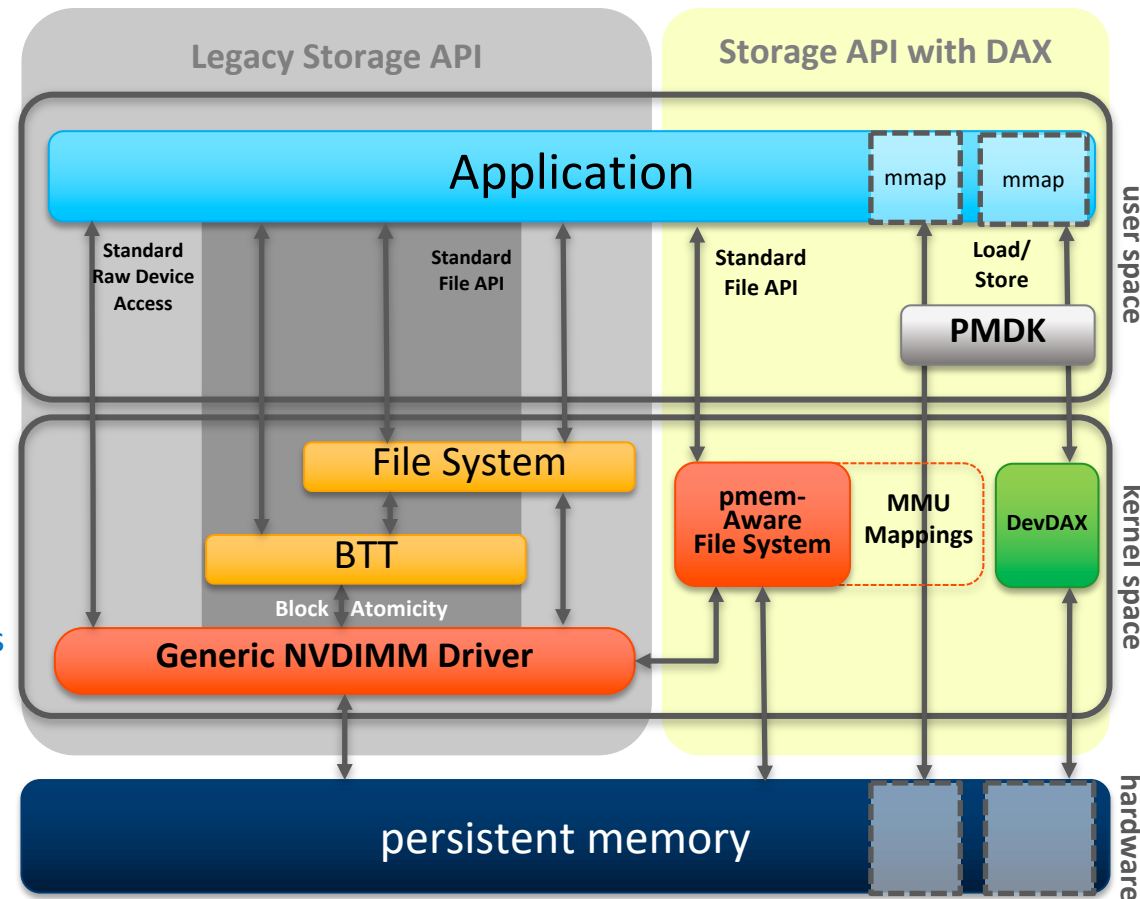 Legacy Storage API
Storage API with DAX
Application
mmap
mmap
user space
Standard
Raw Device
Access
Standard
File API
Standard
File API
Load/
Store
PMDK
File System
BTT
Block Atomicity
Generic NVDIMM Driver
pmem-
Aware
File System
MMU
Mappings
DevDAX
kernel space
s
persistent memory
hardware